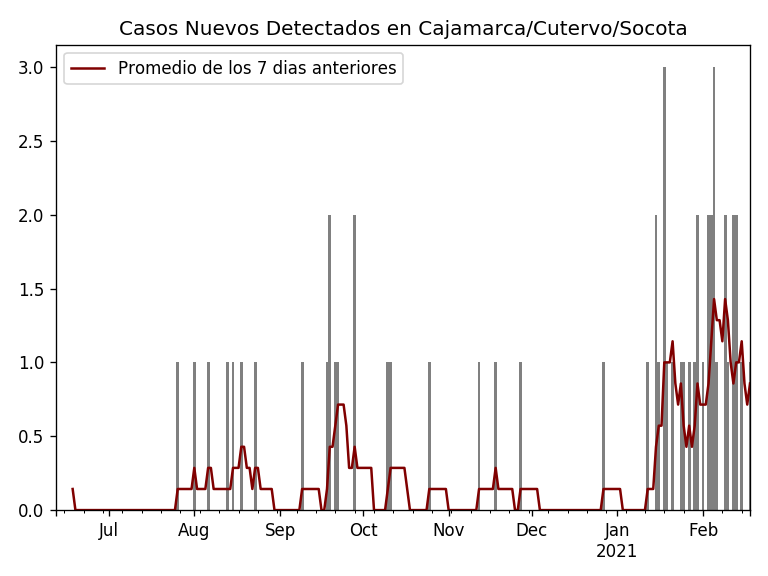 Casos Nuevos Detectados en Cajamarca/Cutervo/Socota
Promedio de los 7 dias anteriores
3.0
2.5
2.0
1.5
1.0
0.5
0.0
Jul Aug Sep Oct Nov Dec Jan Feb
2021